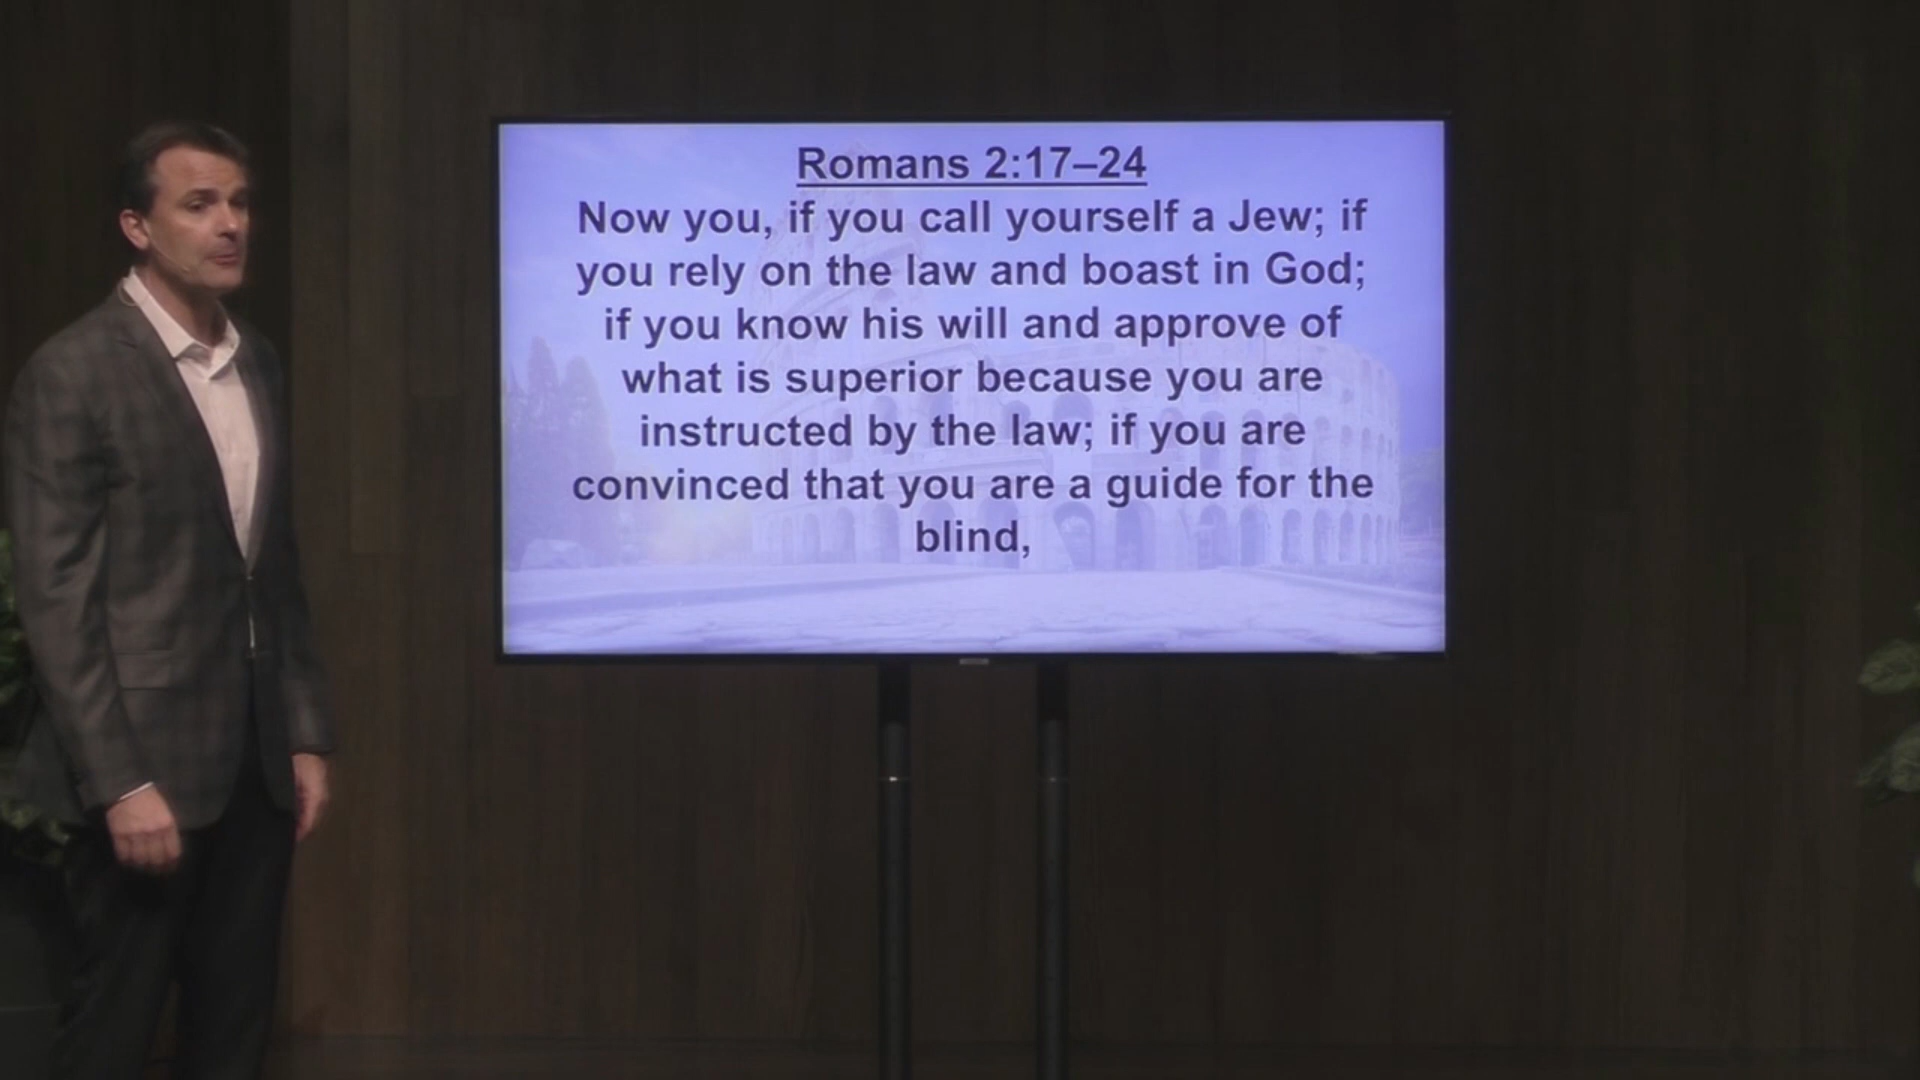 Romans 2:17–24
Now you, if you call yourself a Jew; if
you rely on the law and boast in God;
if you know his will and approve of
what is superior because you are
instructed by the law; if you are
convinced that you are a guide for the
blind,